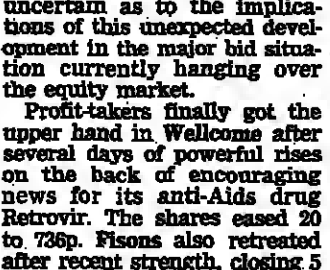 uncertain as to the implica-
tions of this unexpected devel-
opment in the major bid situa-
tion currently hanging over
the equity market.
Profit-takers finally got the
upper hand in Wellcome after
several days of powerful rises
on the back of encouraging
news for its anti-Aids drug
Retrovir. The shares eased 20
to 736p. Fisons also retreated
after recent strength, closing 5